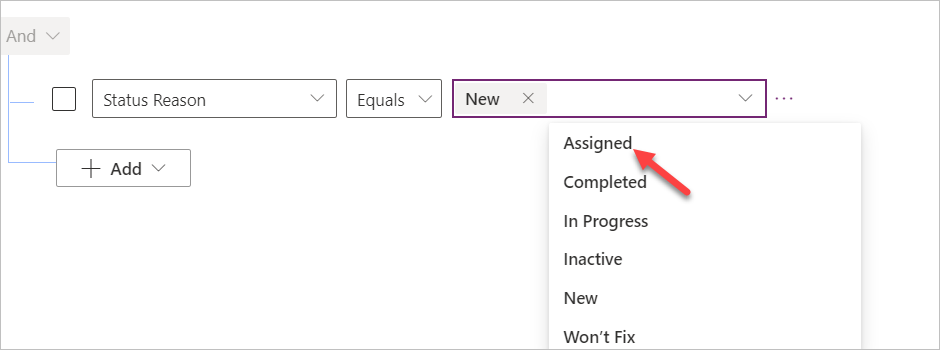 And
Status Reason Equals New
Add
Assigned
Completed
In Progress
Inactive
New
Won't Fix